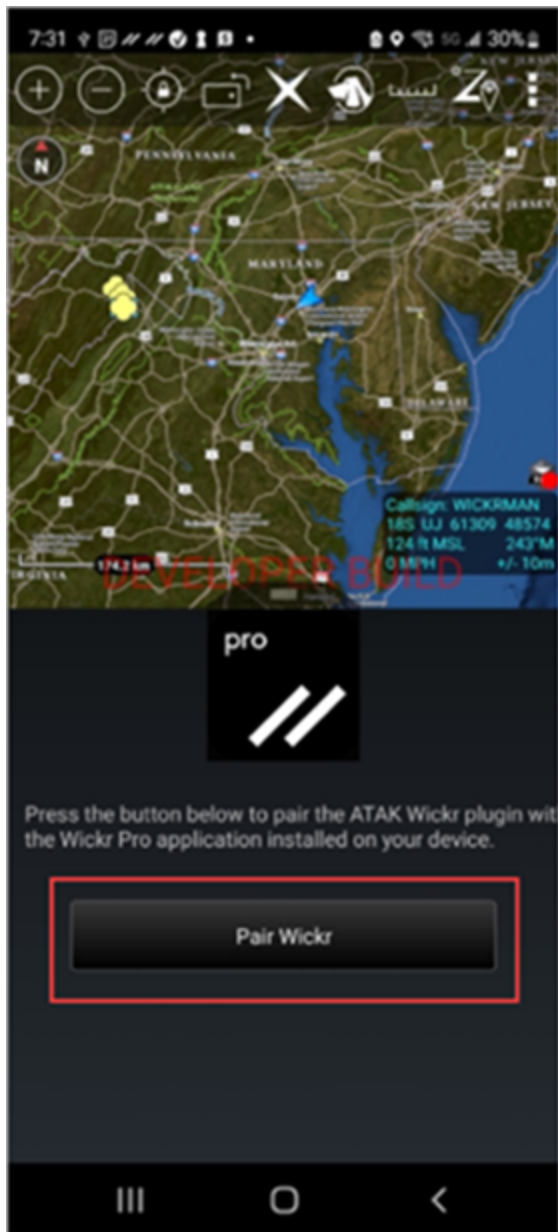 7:31
5G
30%
N
PENNSYLVANIA
NEW JERSEY
MARYLAND
DELAWARE
Callsign: WICKRMAN
18S UJ 61309 48574
124 ft MSL 243°M
0 MPH +/- 10m
174.2 km
DEVELOPER BUILD
pro
Press the button below to pair the ATAK Wickr plugin wit
the Wickr Pro application installed on your device.
Pair Wickr